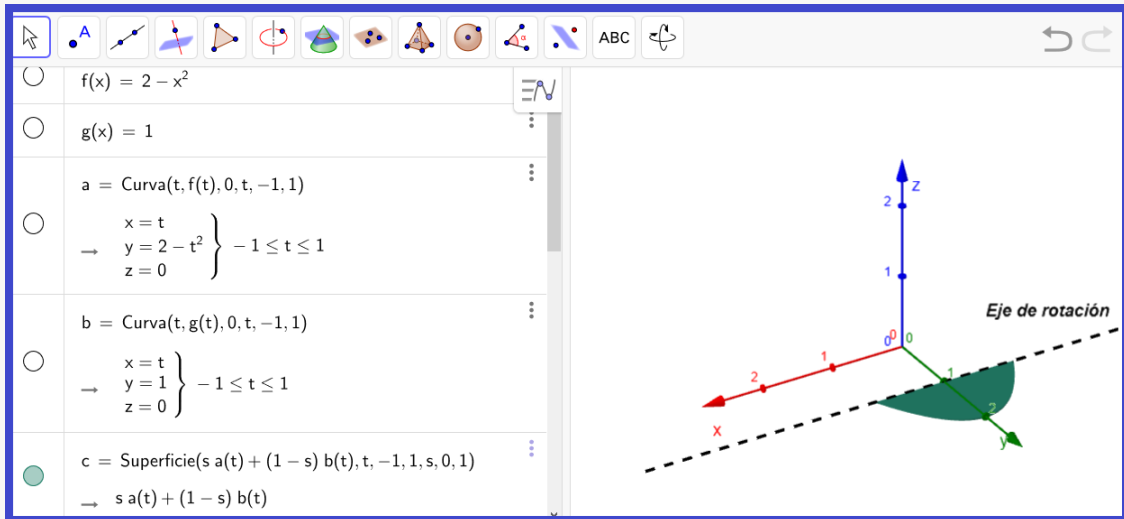 A
α
ABC
f(x) = 2 − x²
g(x) = 1
a = Curva(t, f(t), 0, t, −1, 1)
x = t
y = 2 − t²
z = 0
→
} − 1 ≤ t ≤ 1
b = Curva(t, g(t), 0, t, −1, 1)
x = t
y = 1
z = 0
→
} − 1 ≤ t ≤ 1
c = Superficie(s a(t) + (1 − s) b(t), t, −1, 1, s, 0, 1)
→ s a(t) + (1 − s) b(t)
z
2
1
Eje de rotación
0
0
0
1
2
x
1
2
y